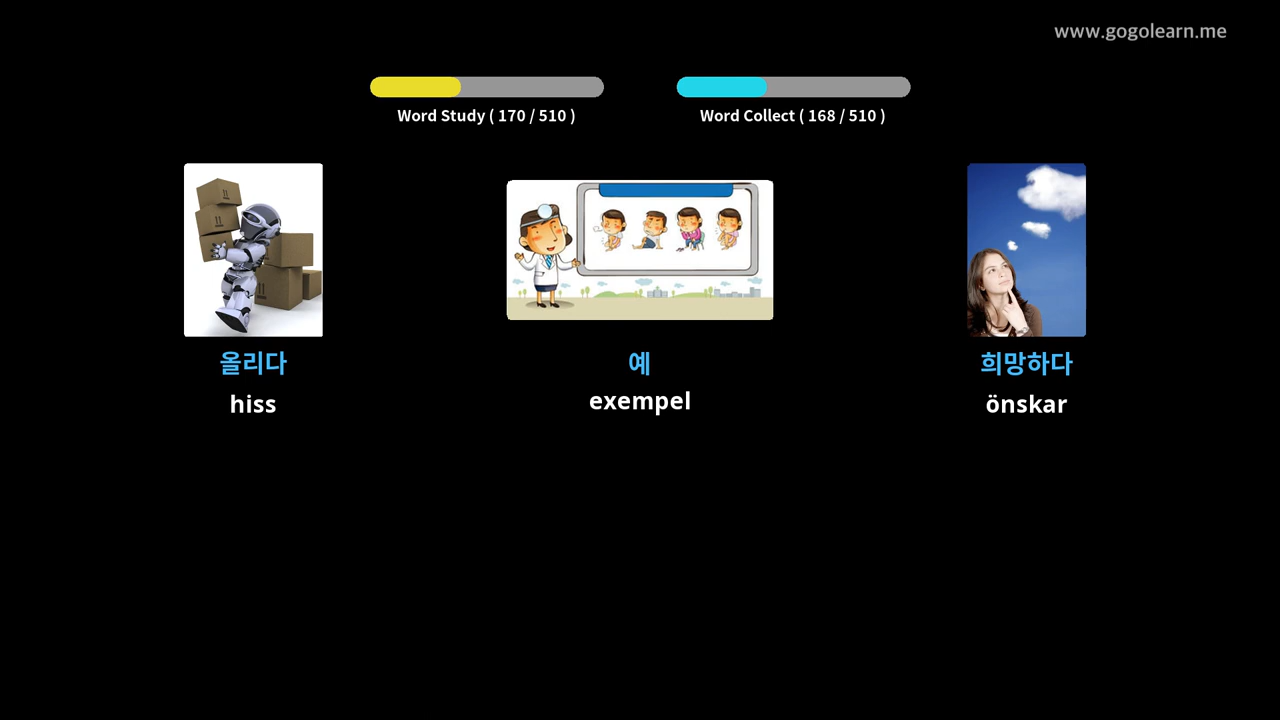 www.gogolearn.me
Word Study ( 170 / 510 )
Word Collect ( 168 / 510 )
올리다
hiss
예
exempel
희망하다
önskar